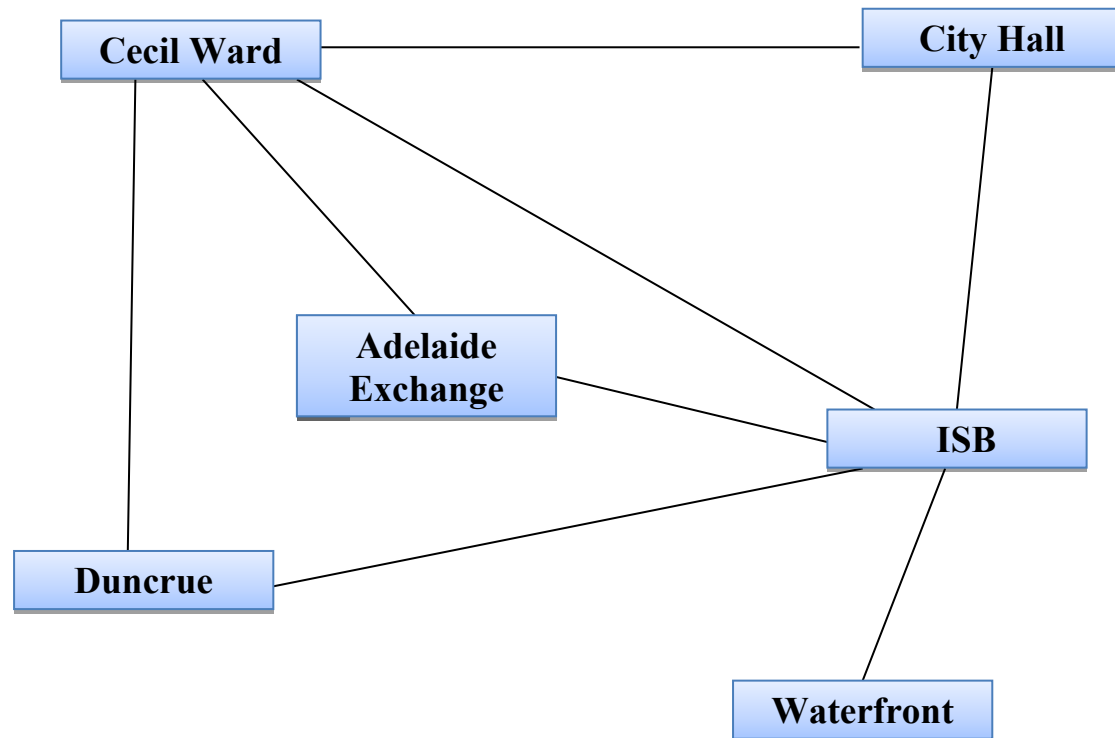 Cecil Ward
City Hall
Adelaide
Exchange
ISB
Duncrue
Waterfront